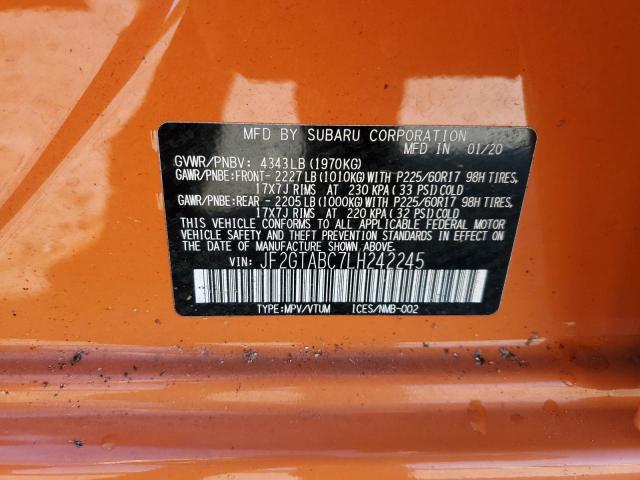 MFD BY SUBARU CORPORATION
MFD IN 01/20
GVWR/PNBV: 4343LB (1970KG)
GAWR/PNBE:FRONT- 2227LB (1010KG) WITH P225/60R17 98H TIRES,
17X7J RIMS AT 230 KPA (33 PSI) COLD
GAWR/PNBE:REAR - 2205LB (1000KG) WITH P225/60R17 98H TIRES,
17X7J RIMS AT 220 KPA (32 PSI) COLD
THIS VEHICLE CONFORMS TO ALL APPLICABLE FEDERAL MOTOR
VEHICLE SAFETY AND THEFT PREVENTION STANDARDS IN
EFFECT ON THE DATE OF MANUFACTURE SHOWN ABOVE.
VIN: JF2GTABC7LH242245
TYPE:MPV/VTUM ICES/NMB-002